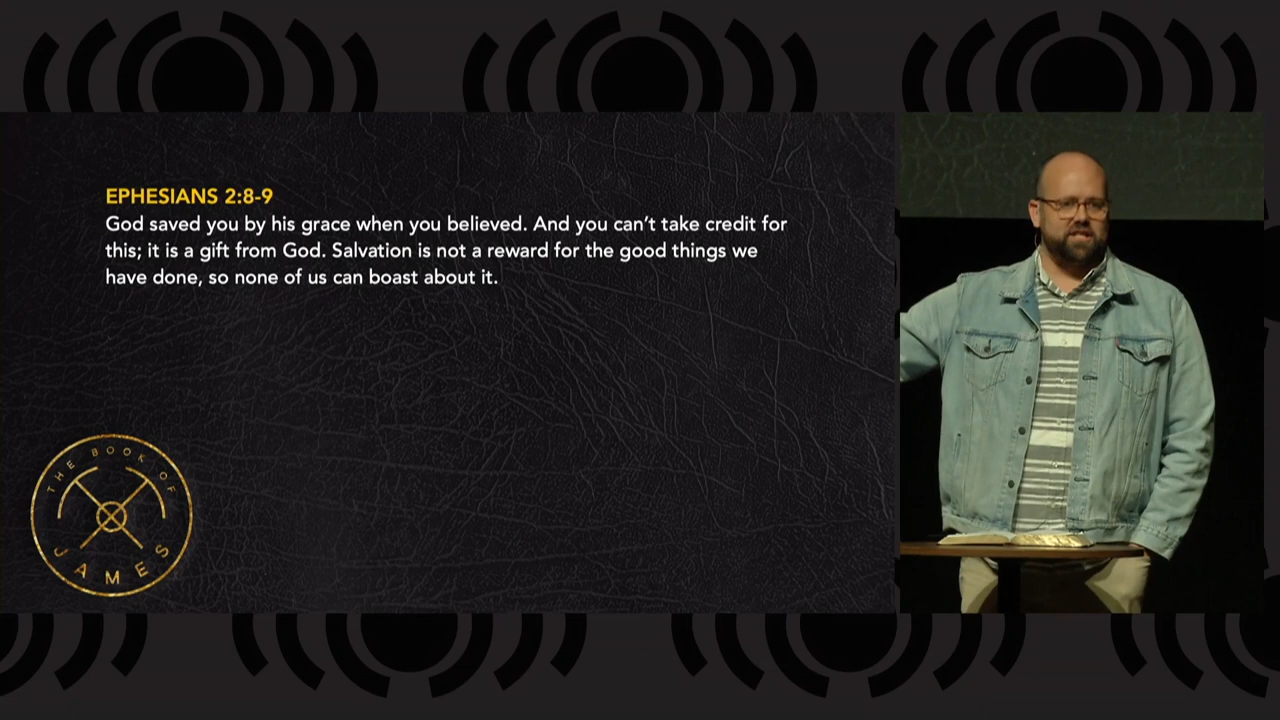 EPHESIANS 2:8-9
God saved you by his grace when you believed. And you can't take credit for
this; it is a gift from God. Salvation is not a reward for the good things we
have done, so none of us can boast about it.
THE BOOK OF
JAMES